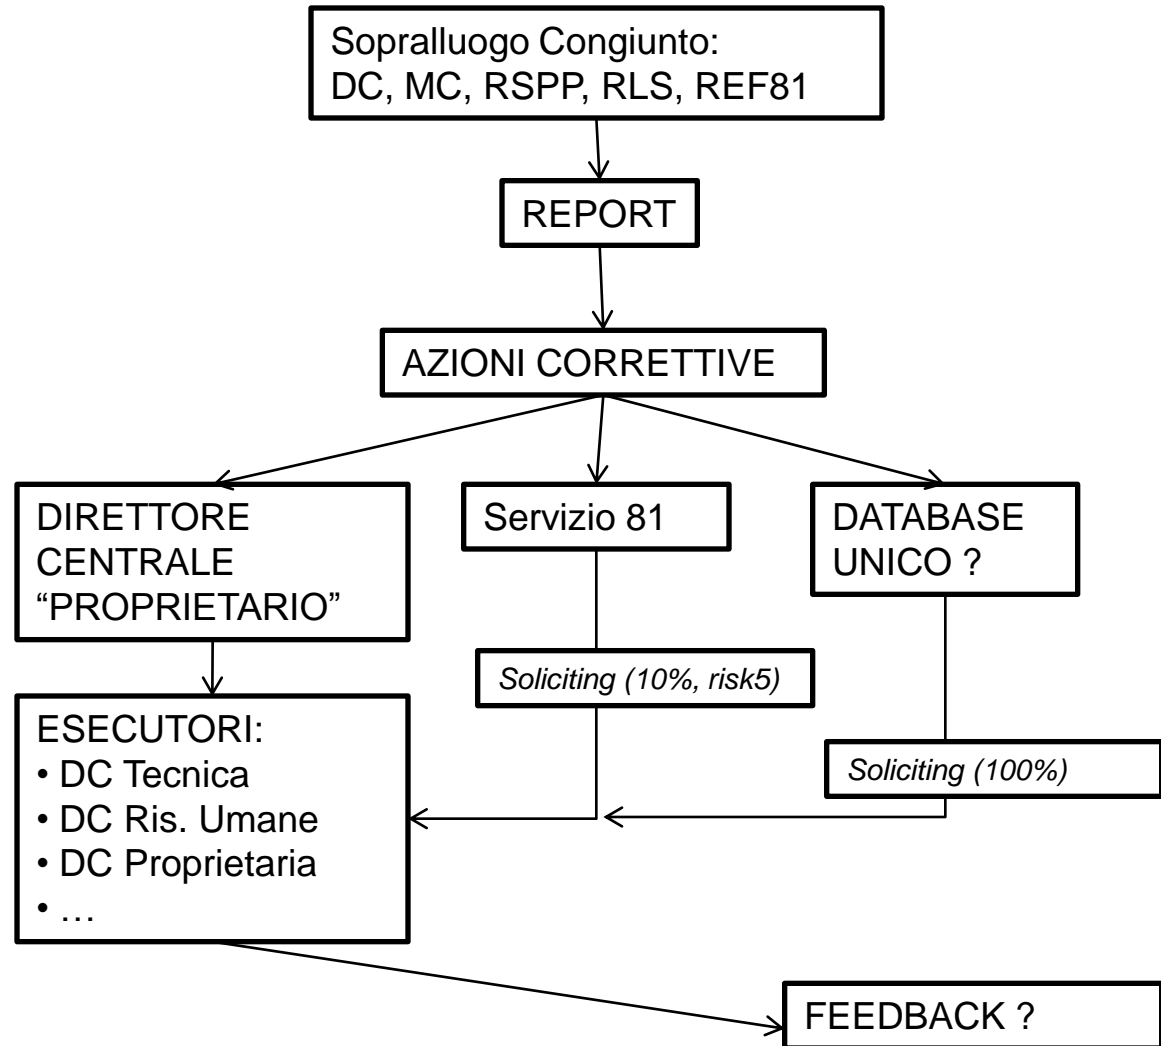 Sopralluogo Congiunto:
DC, MC, RSPP, RLS, REF81
REPORT
AZIONI CORRETTIVE
DIRETTORE
CENTRALE
“PROPRIETARIO”
Servizio 81
DATABASE
UNICO ?
Soliciting (10%, risk5)
ESECUTORI:
• DC Tecnica
• DC Ris. Umane
• DC Proprietaria
• …
Soliciting (100%)
FEEDBACK ?